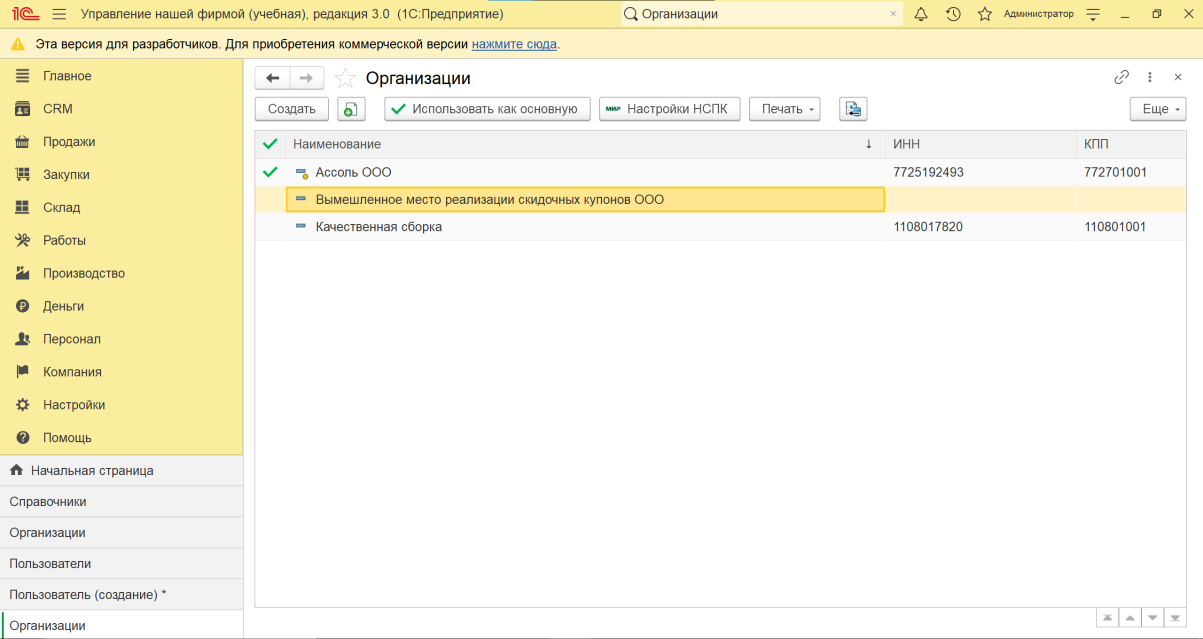 1С Управление нашей фирмой (учебная), редакция 3.0 (1С:Предприятие) Организации Администратор
Эта версия для разработчиков. Для приобретения коммерческой версии нажмите сюда.
Главное
CRM
Продажи
Закупки
Склад
Работы
Производство
Деньги
Персонал
Компания
Настройки
Помощь
Начальная страница
Справочники
Организации
Пользователи
Пользователь (создание) *
Организации
Организации
Создать Использовать как основную МИР Настройки НСПК Печать Еще
Наименование ↓ ИНН КПП
Ассоль ООО 7725192493 772701001
Вымешленное место реализации скидочных купонов ООО
Качественная сборка 1108017820 110801001